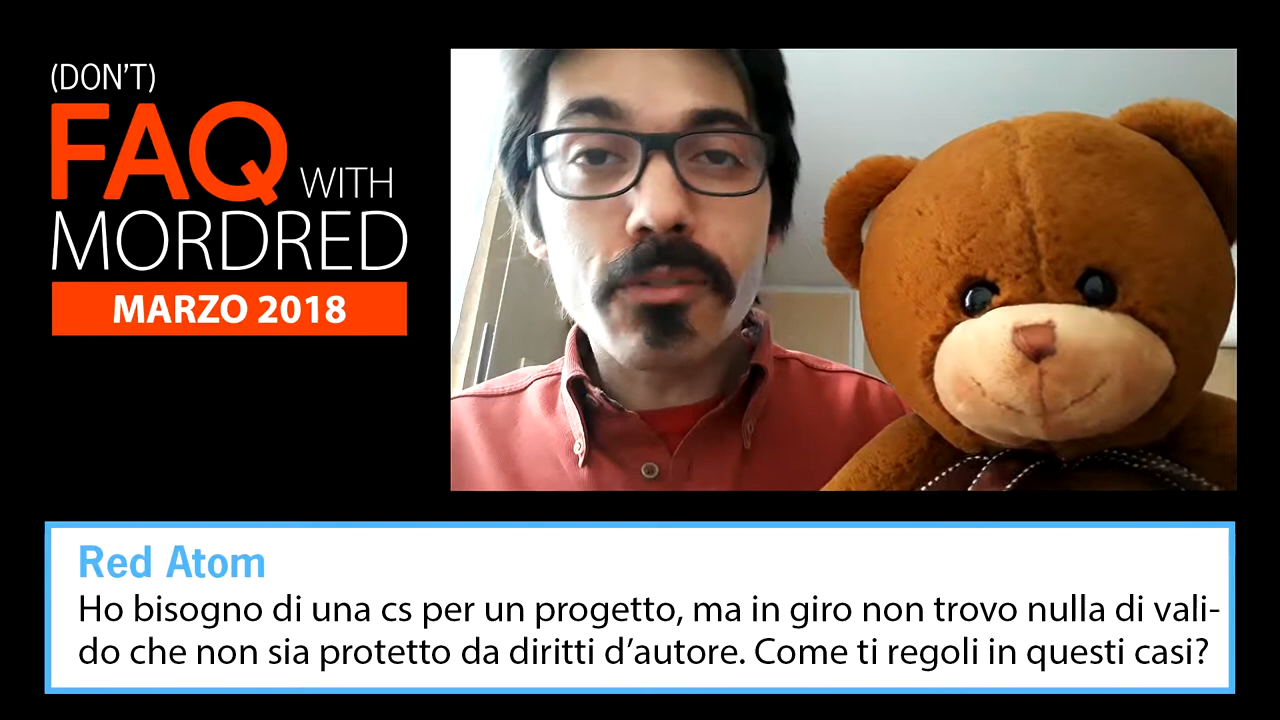 (DON'T)
FAQ WITH
MORDRED
MARZO 2018
Red Atom
Ho bisogno di una cs per un progetto, ma in giro non trovo nulla di vali-
do che non sia protetto da diritti d'autore. Come ti regoli in questi casi?